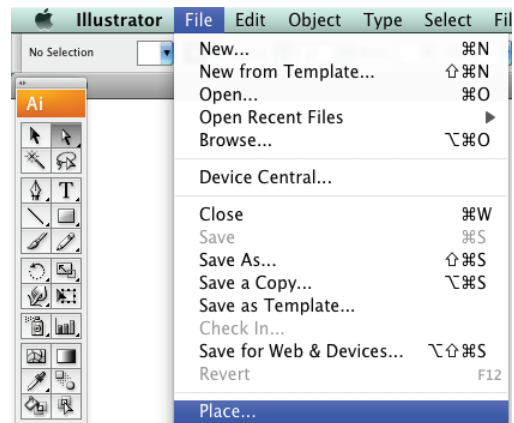 Illustrator File Edit Object Type Select Fil
No Selection
Ai
T
New... ⌘N
New from Template... ⇧⌘N
Open... ⌘O
Open Recent Files ▶
Browse... ⌥⌘O
Device Central...
Close ⌘W
Save ⌘S
Save As... ⇧⌘S
Save a Copy... ⌥⌘S
Save as Template...
Check In...
Save for Web & Devices... ⌥⇧⌘S
Revert F12
Place...